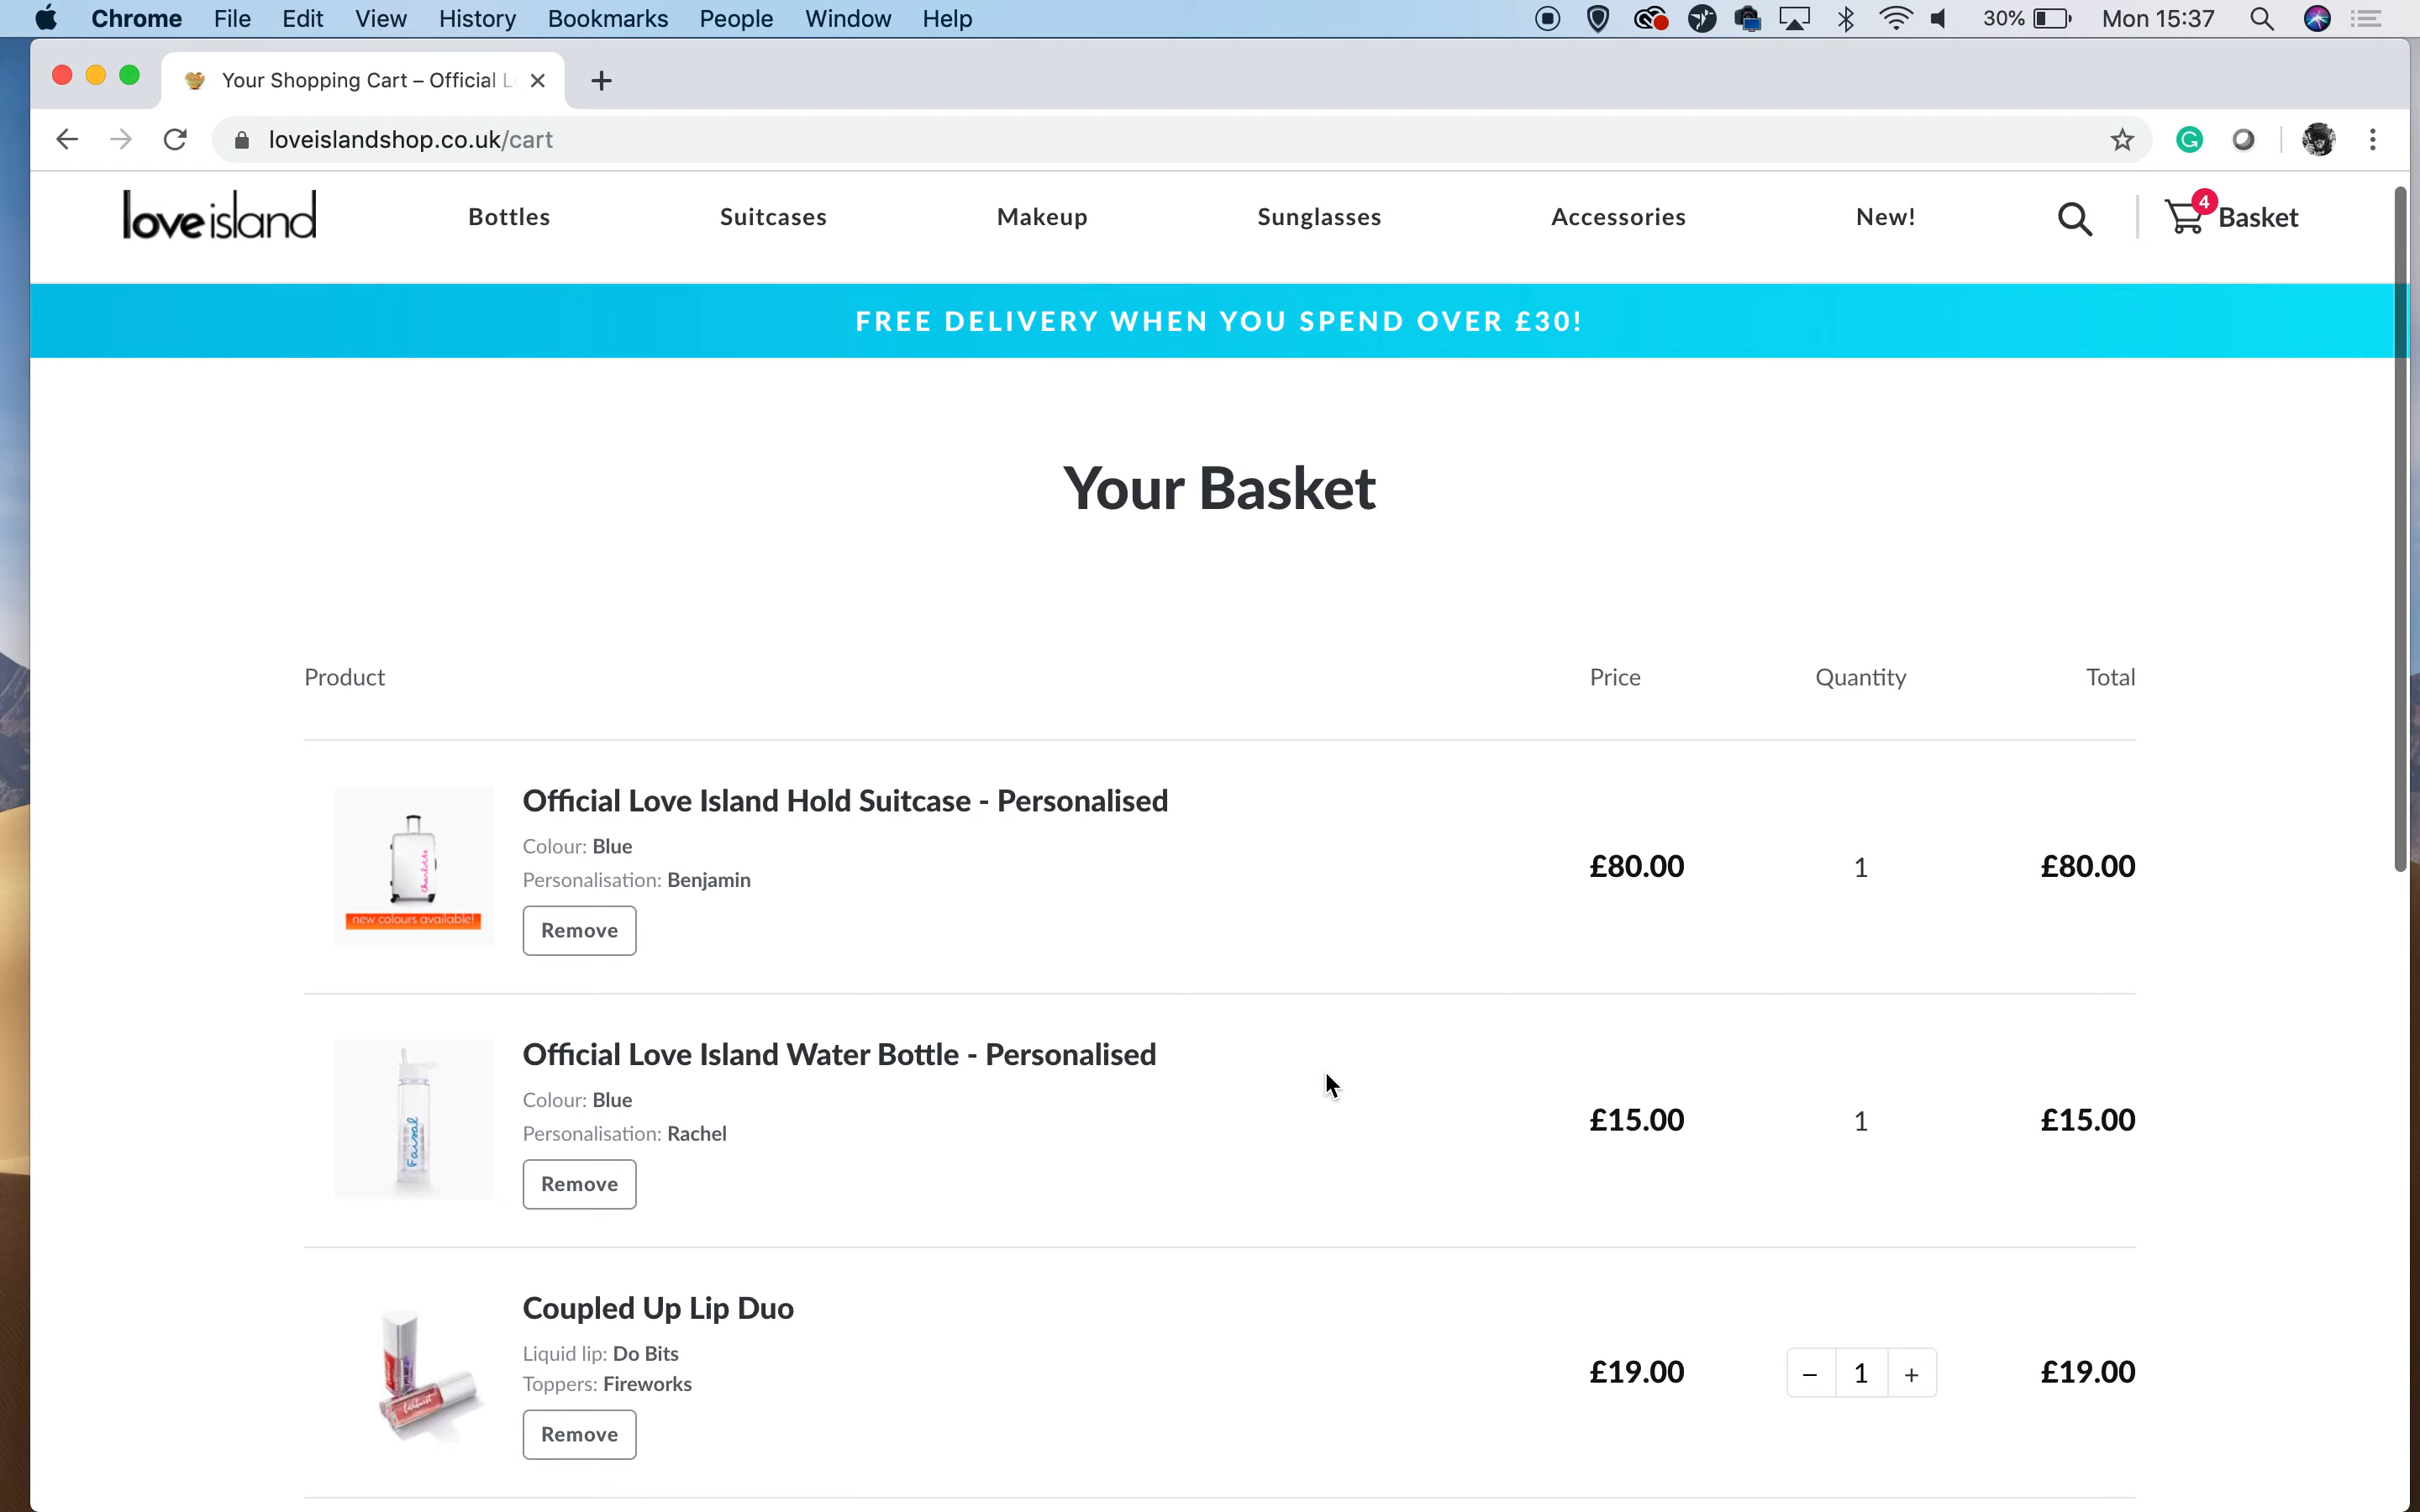 Chrome File Edit View History Bookmarks People Window Help 30% Mon 15:37
Your Shopping Cart – Official L
loveislandshop.co.uk/cart
loveisland Bottles Suitcases Makeup Sunglasses Accessories New! 4 Basket
FREE DELIVERY WHEN YOU SPEND OVER £30!
Your Basket
Product Price Quantity Total
Official Love Island Hold Suitcase - Personalised
Colour: Blue
Personalisation: Benjamin
£80.00 1 £80.00
Charlotte
new colours available!
Remove
Official Love Island Water Bottle - Personalised
Colour: Blue
Personalisation: Rachel
£15.00 1 £15.00
Faisal
Remove
Coupled Up Lip Duo
Liquid lip: Do Bits
Toppers: Fireworks
£19.00 − 1 + £19.00
Remove